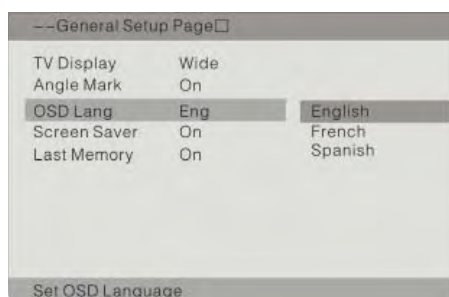 --General Setup Page□
TV Display Wide
Angle Mark On
OSD Lang Eng English
Screen Saver On French
Last Memory On Spanish
Set OSD Language